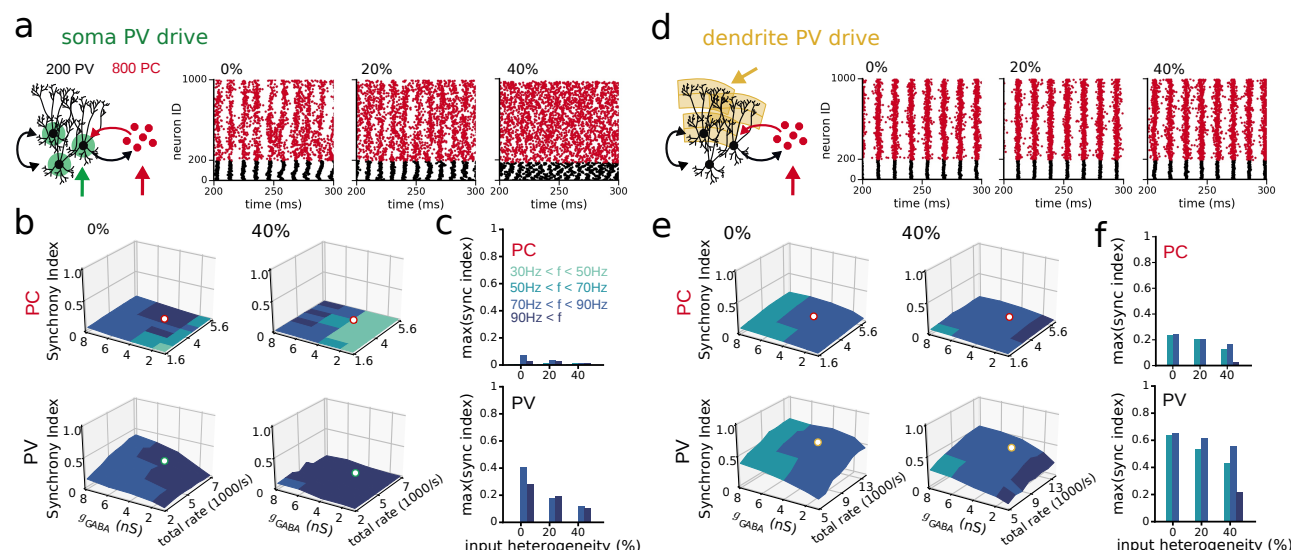 a
soma PV drive
200 PV
800 PC
0%
20%
40%
1000
200
0
neuron ID
200 250 300
time (ms)
200 250 300
time (ms)
200 250 300
time (ms)
d
dendrite PV drive
0%
20%
40%
1000
200
0
neuron ID
200 250 300
time (ms)
200 250 300
time (ms)
200 250 300
time (ms)
b
0%
40%
PC
Synchrony Index
1.0
0.5
0
8 6 4 2
1.6 4 5.6
1.0
0.5
0
8 6 4 2
1.6 4 5.6
PV
Synchrony Index
1.0
0.5
0
8 6 4 2
2 5 7
gGABA (nS)
total rate (1000/s)
1.0
0.5
0
8 6 4 2
2 5 7
gGABA (nS)
total rate (1000/s)
c
PC
30Hz < f < 50Hz
50Hz < f < 70Hz
70Hz < f < 90Hz
90Hz < f
max(sync index)
1
0.8
0.6
0.4
0.2
0
0 20 40
PV
max(sync index)
1
0.8
0.6
0.4
0.2
0
0 20 40
input heterogeneity (%)
e
0%
40%
PC
Synchrony Index
1.0
0.5
0
8 6 4 2
1.6 4 5.6
1.0
0.5
0
8 6 4 2
1.6 4 5.6
PV
Synchrony Index
1.0
0.5
0
8 6 4 2
5 9 13
gGABA (nS)
total rate (1000/s)
1.0
0.5
0
8 6 4 2
5 9 13
gGABA (nS)
total rate (1000/s)
f
PC
max(sync index)
1
0.8
0.6
0.4
0.2
0
0 20 40
PV
max(sync index)
1
0.8
0.6
0.4
0.2
0
0 20 40
input heterogeneity (%)